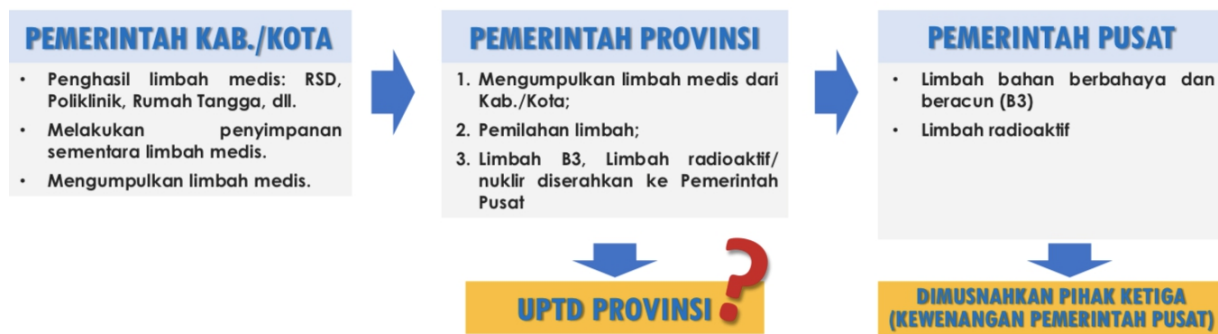 PEMERINTAH KAB./KOTA
• Penghasil limbah medis: RSD,
Poliklinik, Rumah Tangga, dll.
• Melakukan penyimpanan
sementara limbah medis.
• Mengumpulkan limbah medis.
PEMERINTAH PROVINSI
1. Mengumpulkan limbah medis dari
Kab./Kota;
2. Pemilahan limbah;
3. Limbah B3, Limbah radioaktif/
nuklir diserahkan ke Pemerintah
Pusat
UPTD PROVINSI ?
PEMERINTAH PUSAT
• Limbah bahan berbahaya dan
beracun (B3)
• Limbah radioaktif
DIMUSNAHKAN PIHAK KETIGA
(KEWENANGAN PEMERINTAH PUSAT)